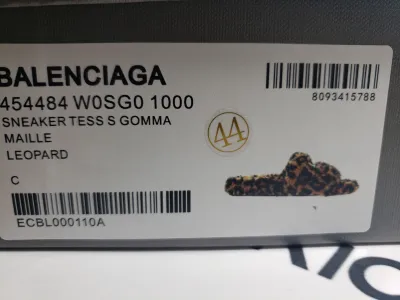 BALENCIAGA
454484 W0SG0 1000
SNEAKER TESS S GOMMA
MAILLE
LEOPARD
C
ECBL000110A
8093415788
44